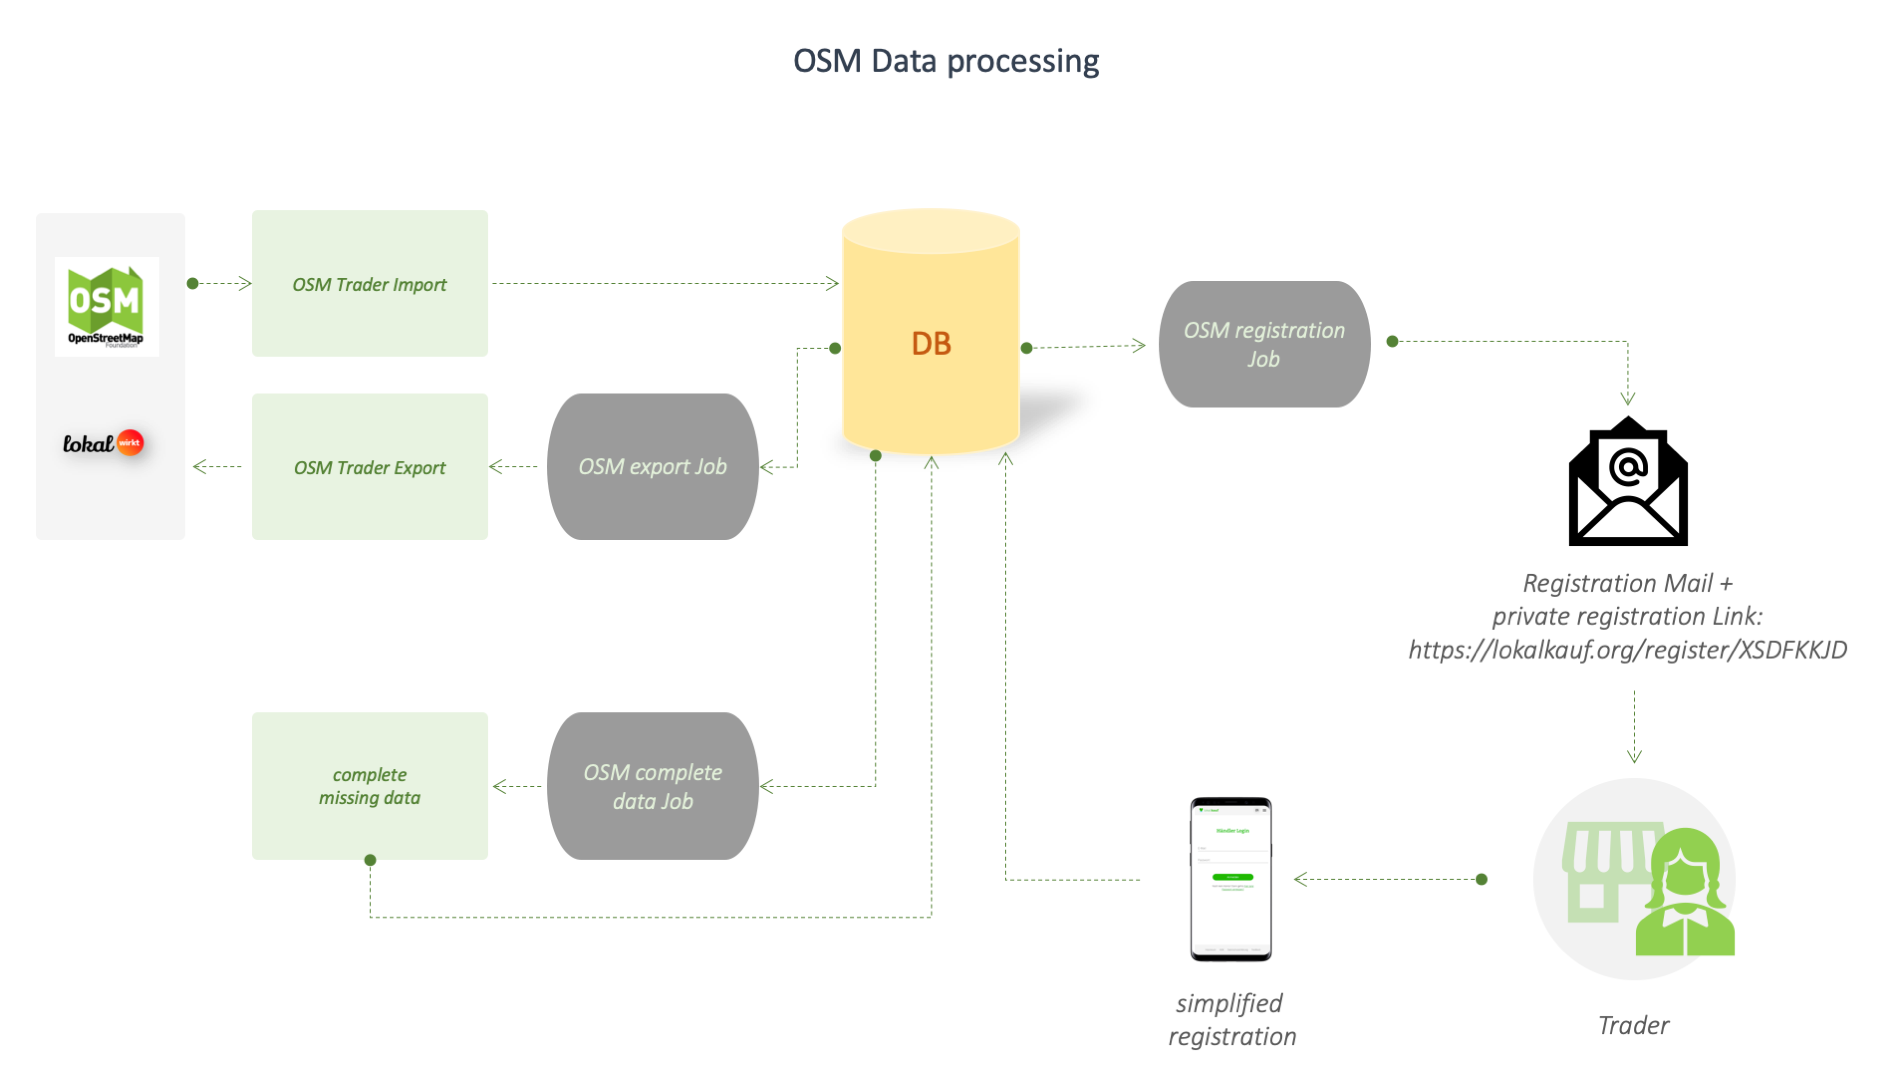 OSM Data processing
OSM
OpenStreetMap
Foundation
lokal wirkt
OSM Trader Import
OSM Trader Export
OSM export Job
DB
OSM registration
Job
Registration Mail +
private registration Link:
https://lokalkauf.org/register/XSDFKKJD
complete
missing data
OSM complete
data Job
Händler Login
simplified
registration
Trader